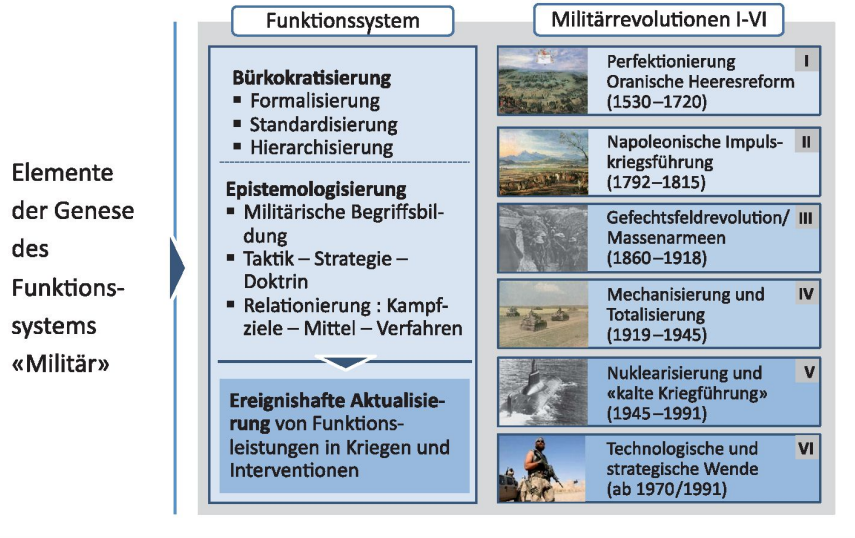 Funktionssystem
Militärrevolutionen I-VI
Elemente
der Genese
des
Funktions-
systems
«Militär»
Bürkokratisierung
▪ Formalisierung
▪ Standardisierung
▪ Hierarchisierung
Epistemologisierung
▪ Militärische Begriffsbil-
dung
▪ Taktik – Strategie –
Doktrin
▪ Relationierung : Kampf-
ziele – Mittel – Verfahren
Ereignishafte Aktualisie-
rung von Funktions-
leistungen in Kriegen und
Interventionen
Perfektionierung I
Oranische Heeresreform
(1530–1720)
Napoleonische Impuls- II
kriegsführung
(1792–1815)
Gefechtsfeldrevolution/ III
Massenarmeen
(1860–1918)
Mechanisierung und IV
Totalisierung
(1919–1945)
Nuklearisierung und V
«kalte Kriegführung»
(1945–1991)
Technologische und VI
strategische Wende
(ab 1970/1991)